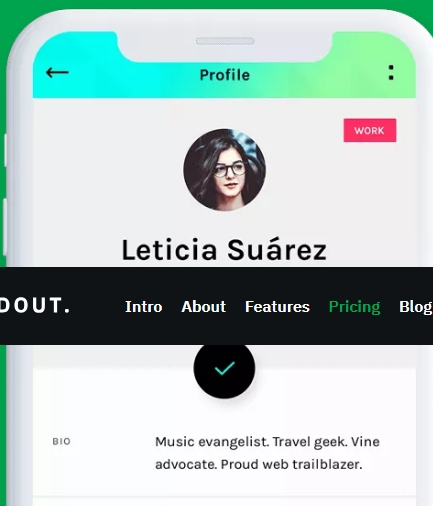 Profile
WORK
Leticia Suárez
DOUT. Intro About Features Pricing Blog
BIO
Music evangelist. Travel geek. Vine
advocate. Proud web trailblazer.